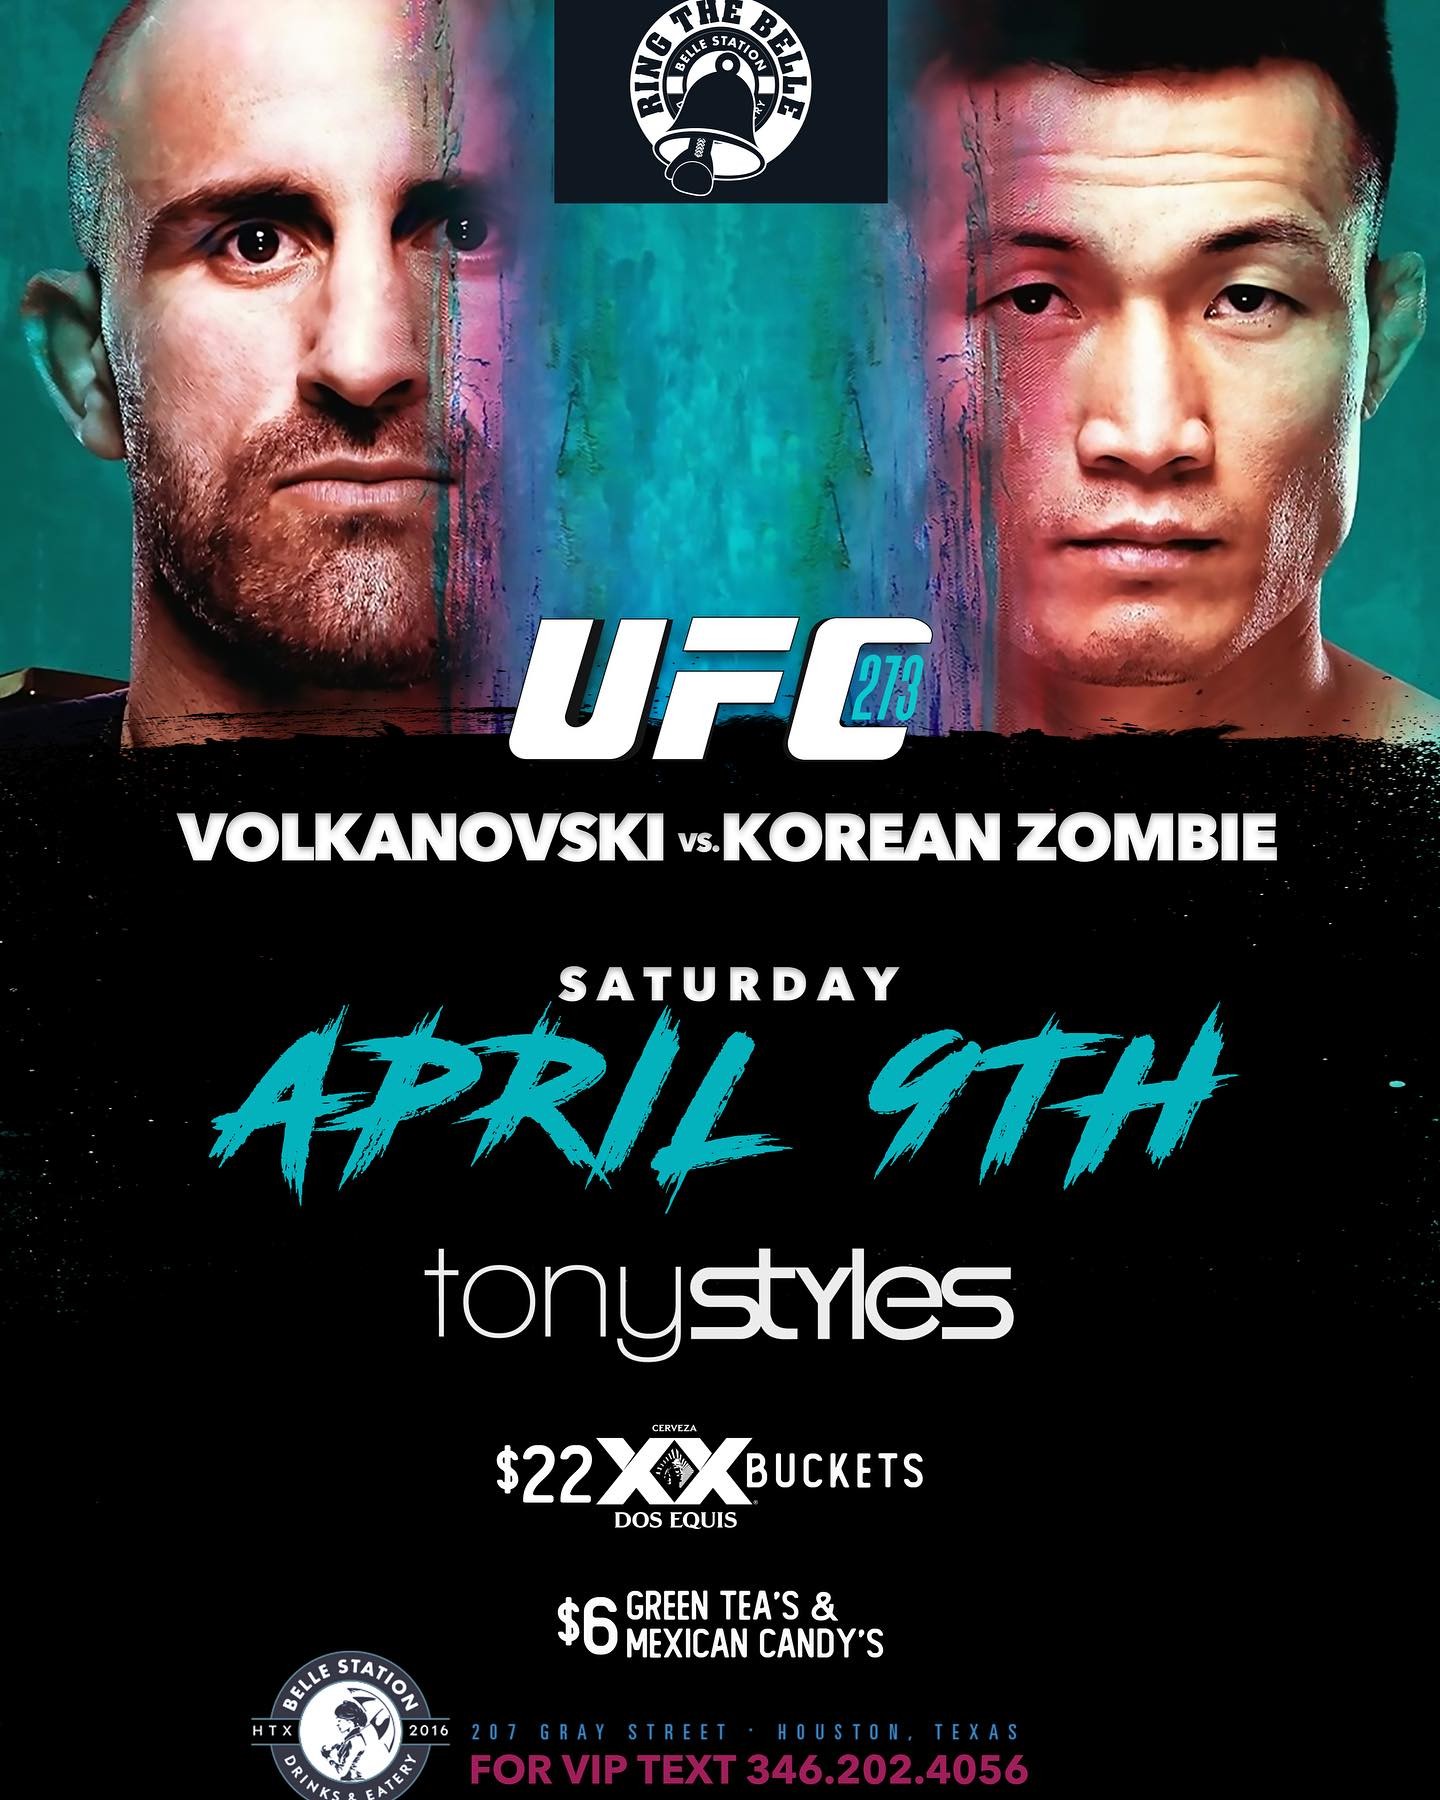 RING THE BELLE
BELLE STATION
UFC 273
VOLKANOVSKI vs. KOREAN ZOMBIE
SATURDAY
APRIL 9TH
tonystyles
CERVEZA
$22 XX BUCKETS
DOS EQUIS
$6 GREEN TEA'S &
MEXICAN CANDY'S
BELLE STATION
HTX 2016
DRINKS & EATERY
207 GRAY STREET · HOUSTON, TEXAS
FOR VIP TEXT 346.202.4056